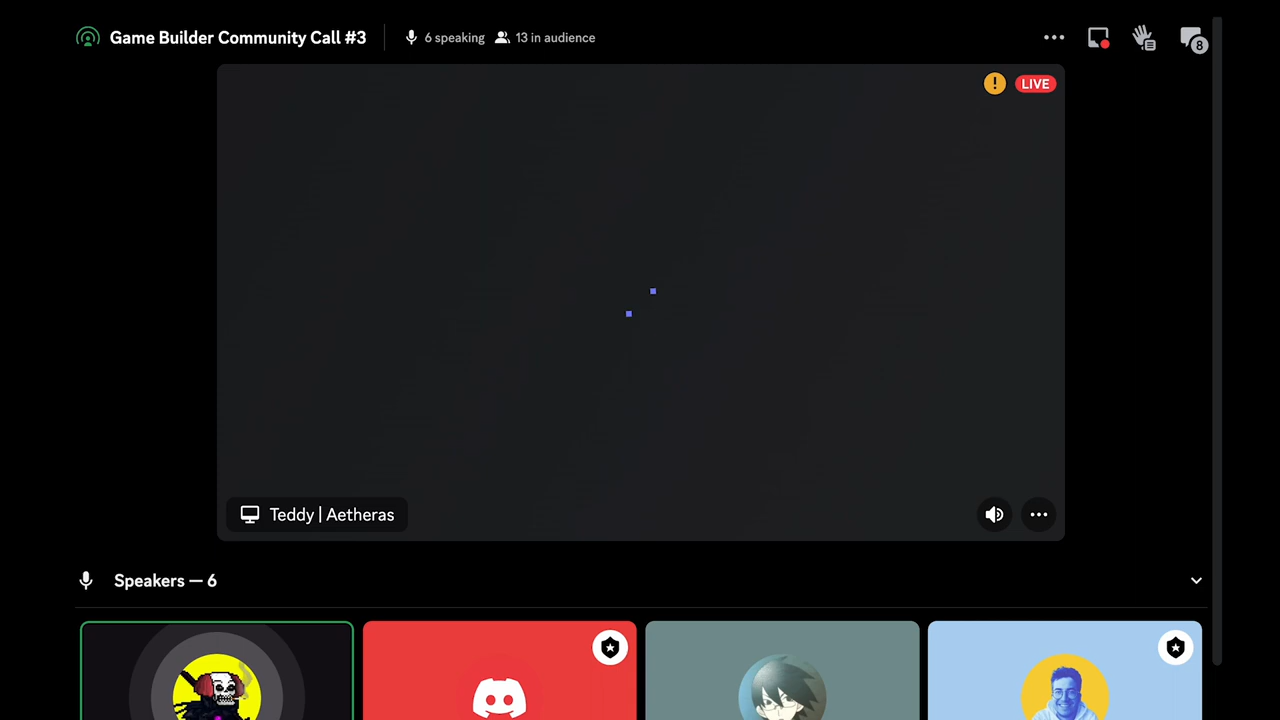 Game Builder Community Call #3
6 speaking
13 in audience
8
!
LIVE
Teddy | Aetheras
Speakers — 6